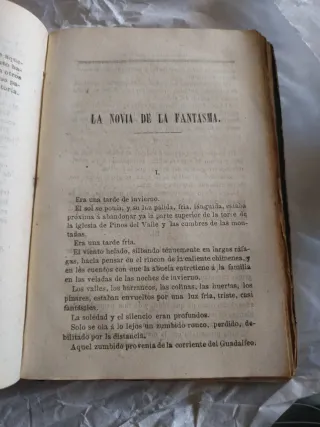 LA NOVIA DE LA FANTASMA.
I.
Era una tarde de invierno.
El sol se ponia; y su luz pálida, fria, lánguida, estaba
próxima á abandonar ya la parte superior de la torre de
la iglesia de Pinos del Valle y las cumbres de las mon-
tañas.
Era una tarde fria.
El viento helado, silbando ténuemente en largas ráfa-
gas, hacia pensar en el rincon de la caliente chimenea, y
en los cuentos con que la abuela entretiene á la familia
en las veladas de las noches de invierno.
Los valles, los barrancos, las colinas, las huertas, los
pinares, estaban envueltos por una luz fria, triste, casi
La soledad y el silencio eran profundos.
Solo se oia á lo léjos un zumbido ronco, perdido, de-
bilitado por la distancia.
Aquel zumbido provenia de la corriente del Guadalfeo.